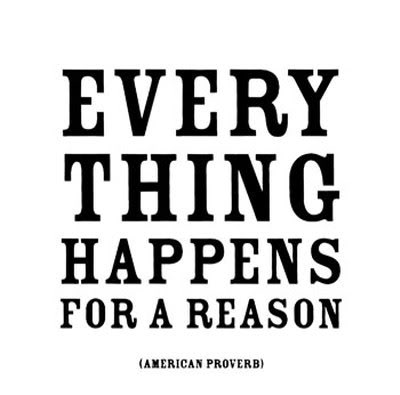 EVERY
THING
HAPPENS
FOR A REASON
(AMERICAN PROVERB)